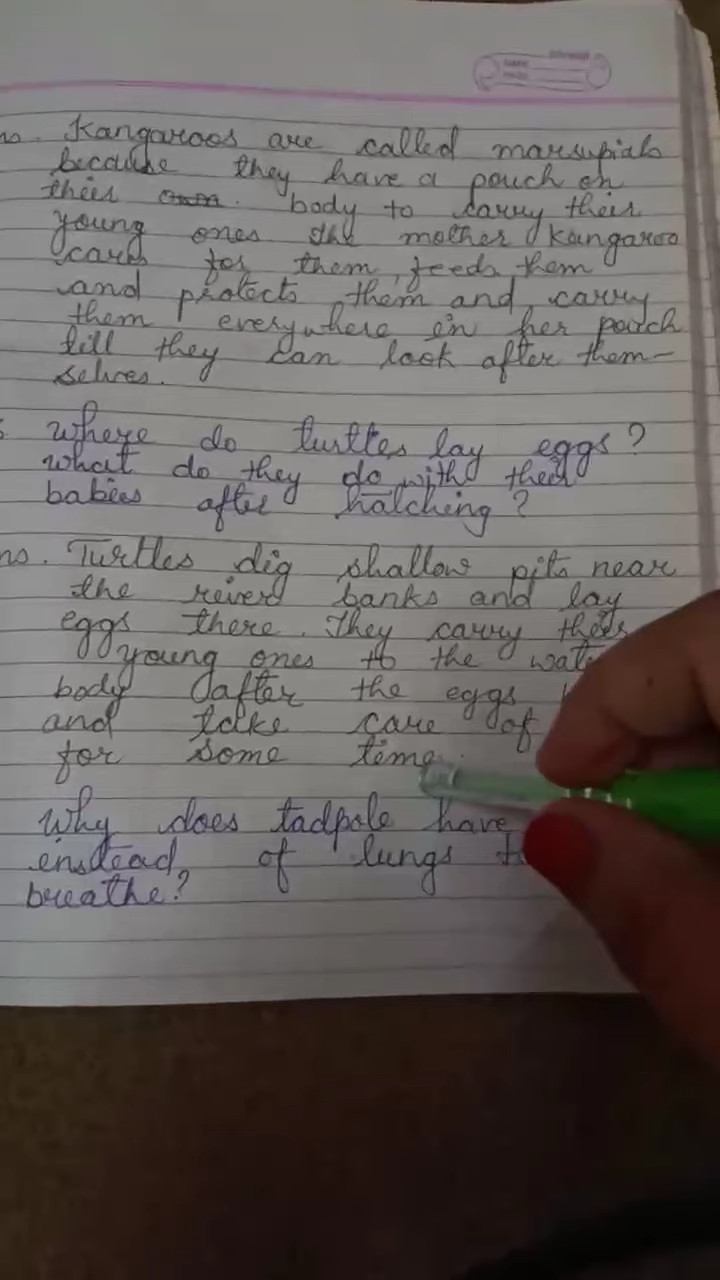 ns. Kangaroos are called marsupials
because they have a pouch on
their body to carry their
young ones the mother Kangaroo
cares for them, feeds them
and protects them and carry
them everywhere in her pouch
till they can look after them-
selves.
where do turtles lay eggs?
what do they do with their
babies after hatching?
ns. Turtles dig shallow pits near
the rivers banks and lay
eggs there. They carry their
young ones to the
body after the eggs
and take care of
for some time.
Why does tadpole have
instead of lungs
breathe?